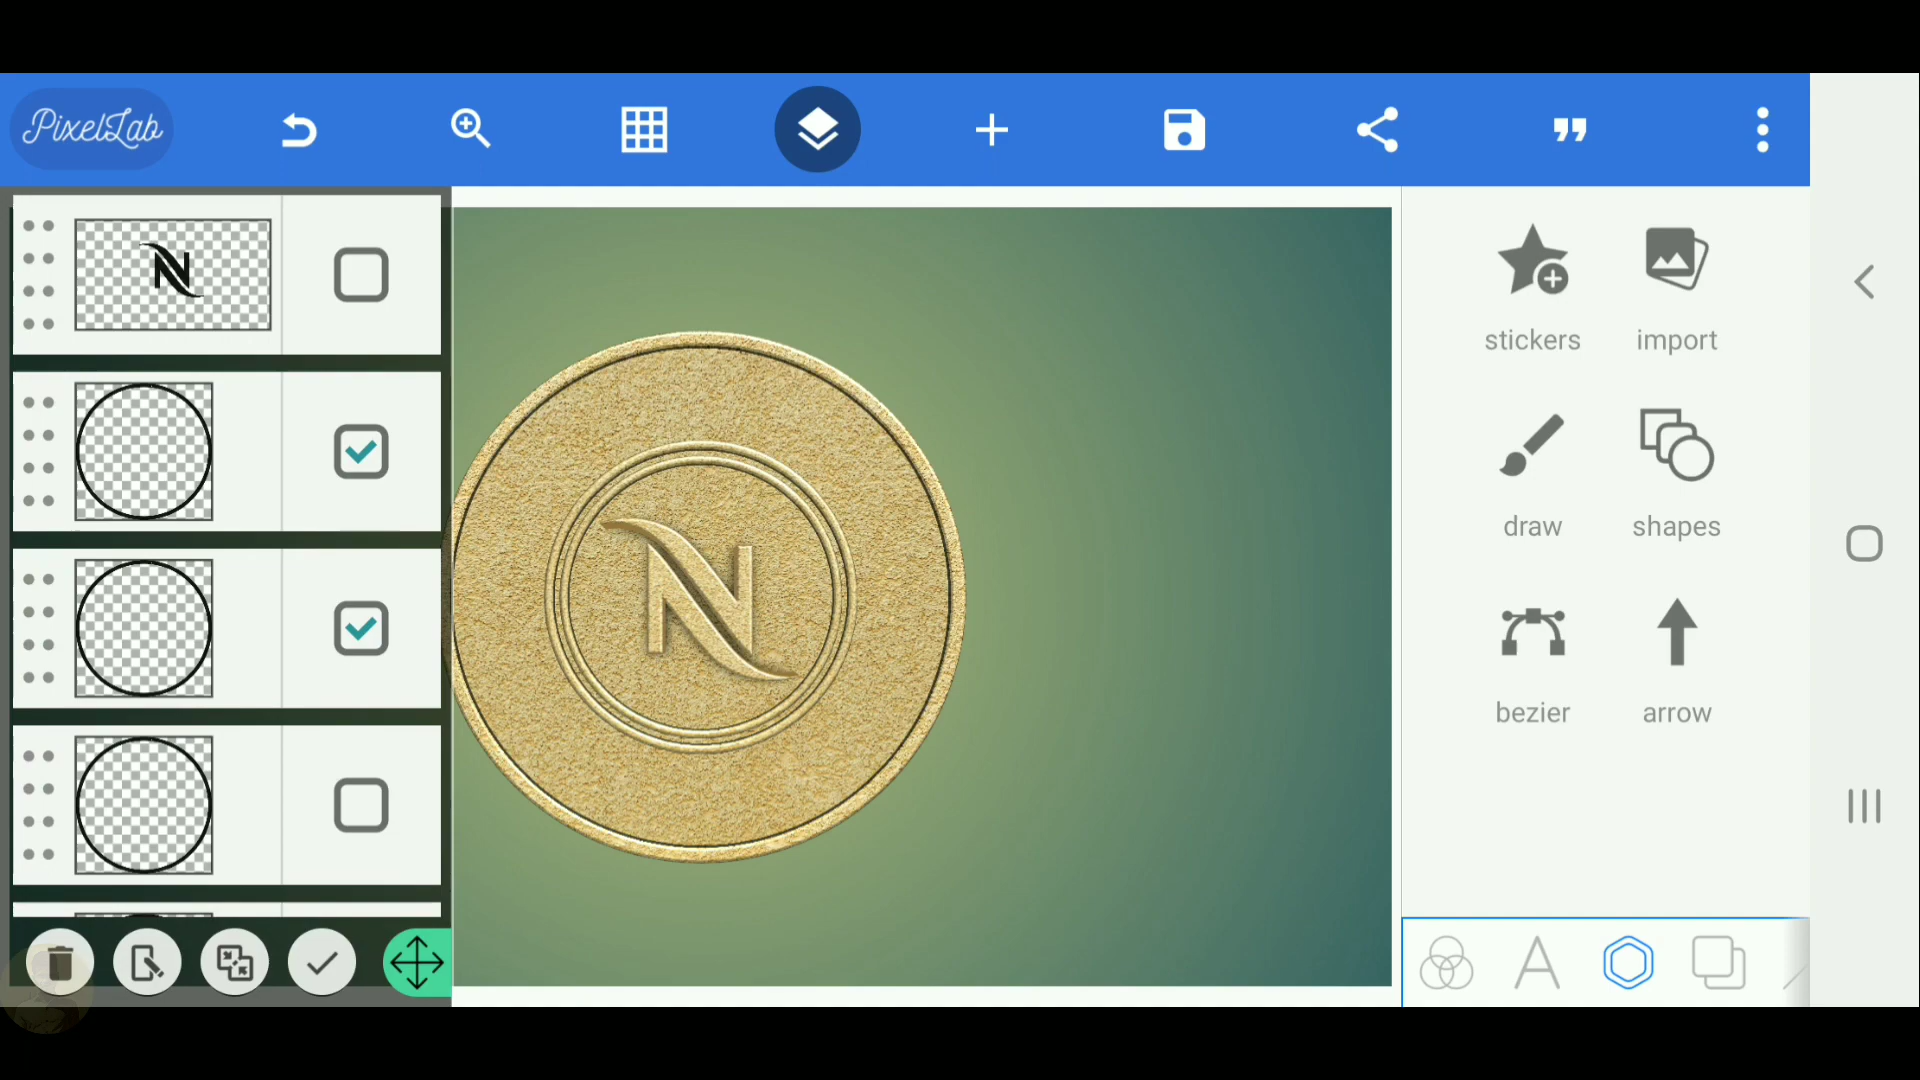 PixelLab
N
N
stickers
import
draw
shapes
bezier
arrow
A